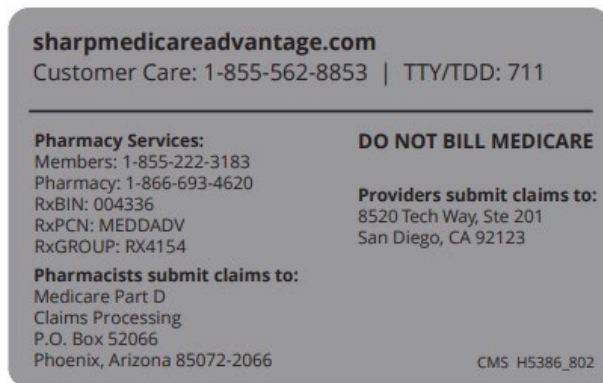 sharpmedicareadvantage.com
Customer Care: 1-855-562-8853 | TTY/TDD: 711
Pharmacy Services:
Members: 1-855-222-3183
Pharmacy: 1-866-693-4620
RxBIN: 004336
RxPCN: MEDDADV
RxGROUP: RX4154
Pharmacists submit claims to:
Medicare Part D
Claims Processing
P.O. Box 52066
Phoenix, Arizona 85072-2066
DO NOT BILL MEDICARE
Providers submit claims to:
8520 Tech Way, Ste 201
San Diego, CA 92123
CMS H5386_802